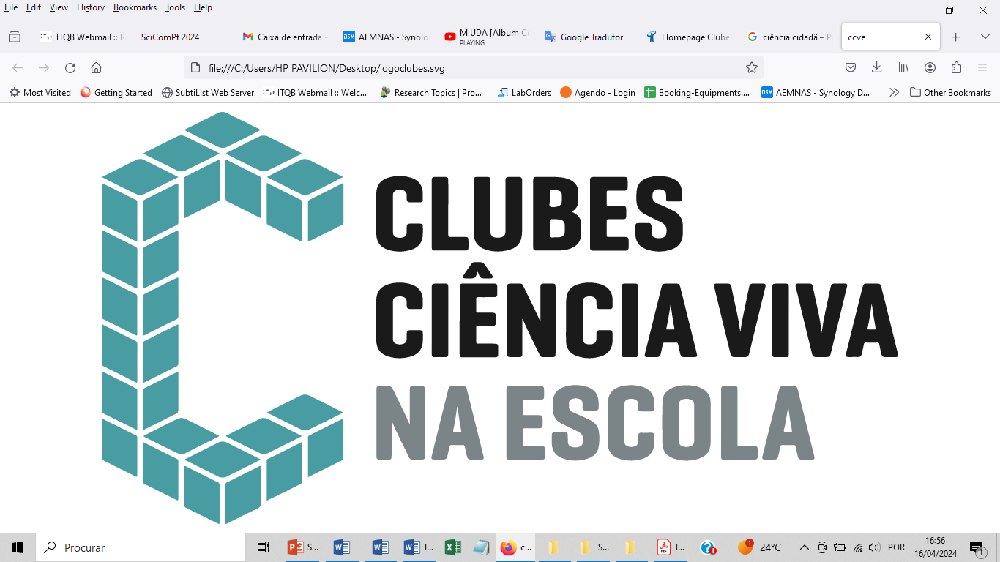 File Edit View History Bookmarks Tools Help
ITQB Webmail :: R
SciComPt 2024
Caixa de entrada -
AEMNAS - Synolo
MIUDA [Album Co
PLAYING
Google Tradutor
Homepage Clube
ciência cidadã – P
ccve
file:///C:/Users/HP PAVILION/Desktop/logoclubes.svg
Most Visited
Getting Started
SubtiList Web Server
ITQB Webmail :: Welc...
Research Topics | Pro...
LabOrders
Agendo - Login
Booking-Equipments....
AEMNAS - Synology D...
Other Bookmarks
CLUBES
CIÊNCIA VIVA
NA ESCOLA
Procurar
S...
J...
c...
S...
I...
24°C
POR
16:56
16/04/2024
1